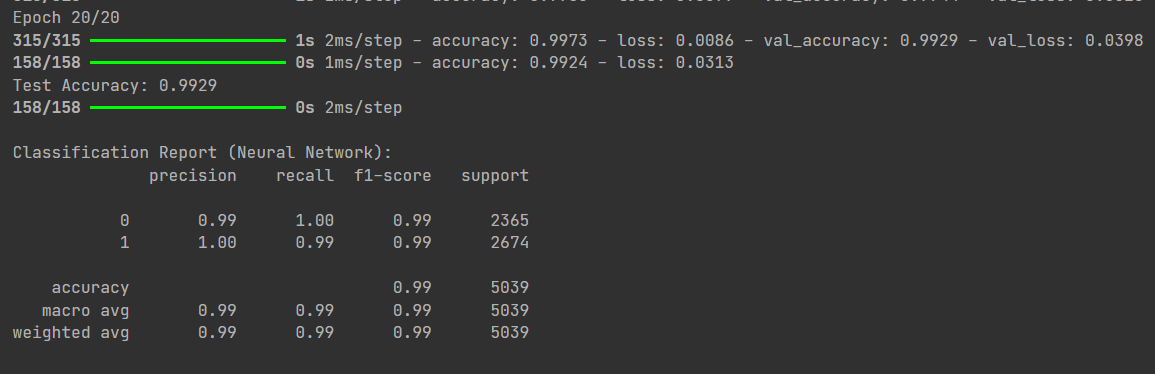 Epoch 20/20
315/315 ━━━━━━━━━━━━━━━━━━━━ 1s 2ms/step - accuracy: 0.9973 - loss: 0.0086 - val_accuracy: 0.9929 - val_loss: 0.0398
158/158 ━━━━━━━━━━━━━━━━━━━━ 0s 1ms/step - accuracy: 0.9924 - loss: 0.0313
Test Accuracy: 0.9929
158/158 ━━━━━━━━━━━━━━━━━━━━ 0s 2ms/step
Classification Report (Neural Network):
precision recall f1-score support
0 0.99 1.00 0.99 2365
1 1.00 0.99 0.99 2674
accuracy 0.99 5039
macro avg 0.99 0.99 0.99 5039
weighted avg 0.99 0.99 0.99 5039